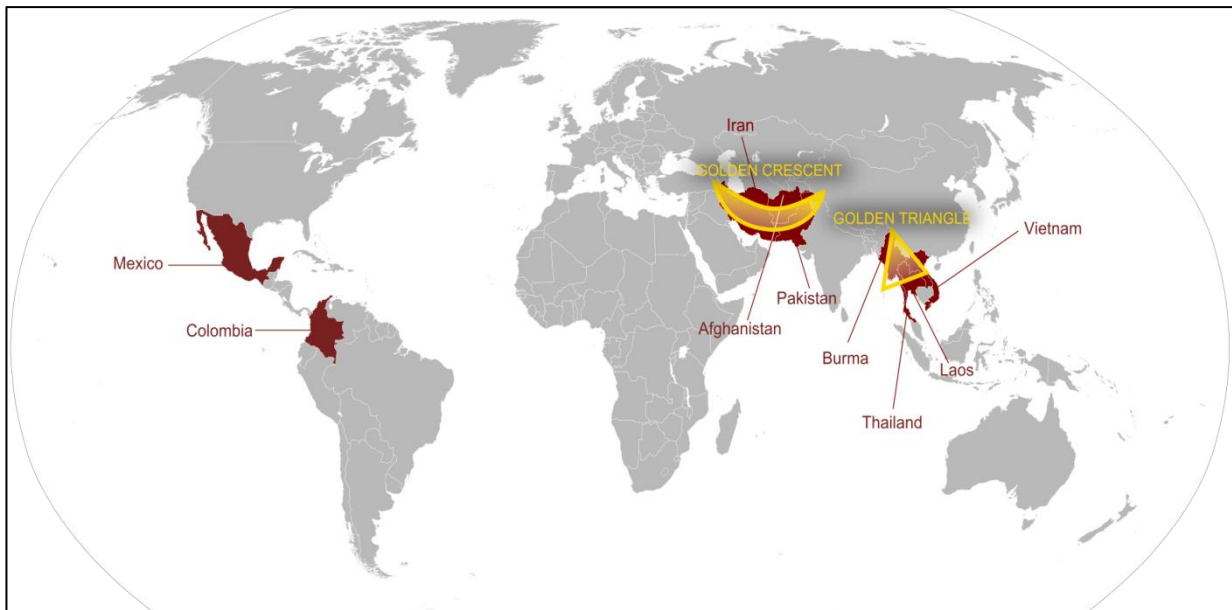 Iran
GOLDEN CRESCENT
GOLDEN TRIANGLE
Vietnam
Mexico
Pakistan
Colombia
Afghanistan
Burma
Laos
Thailand